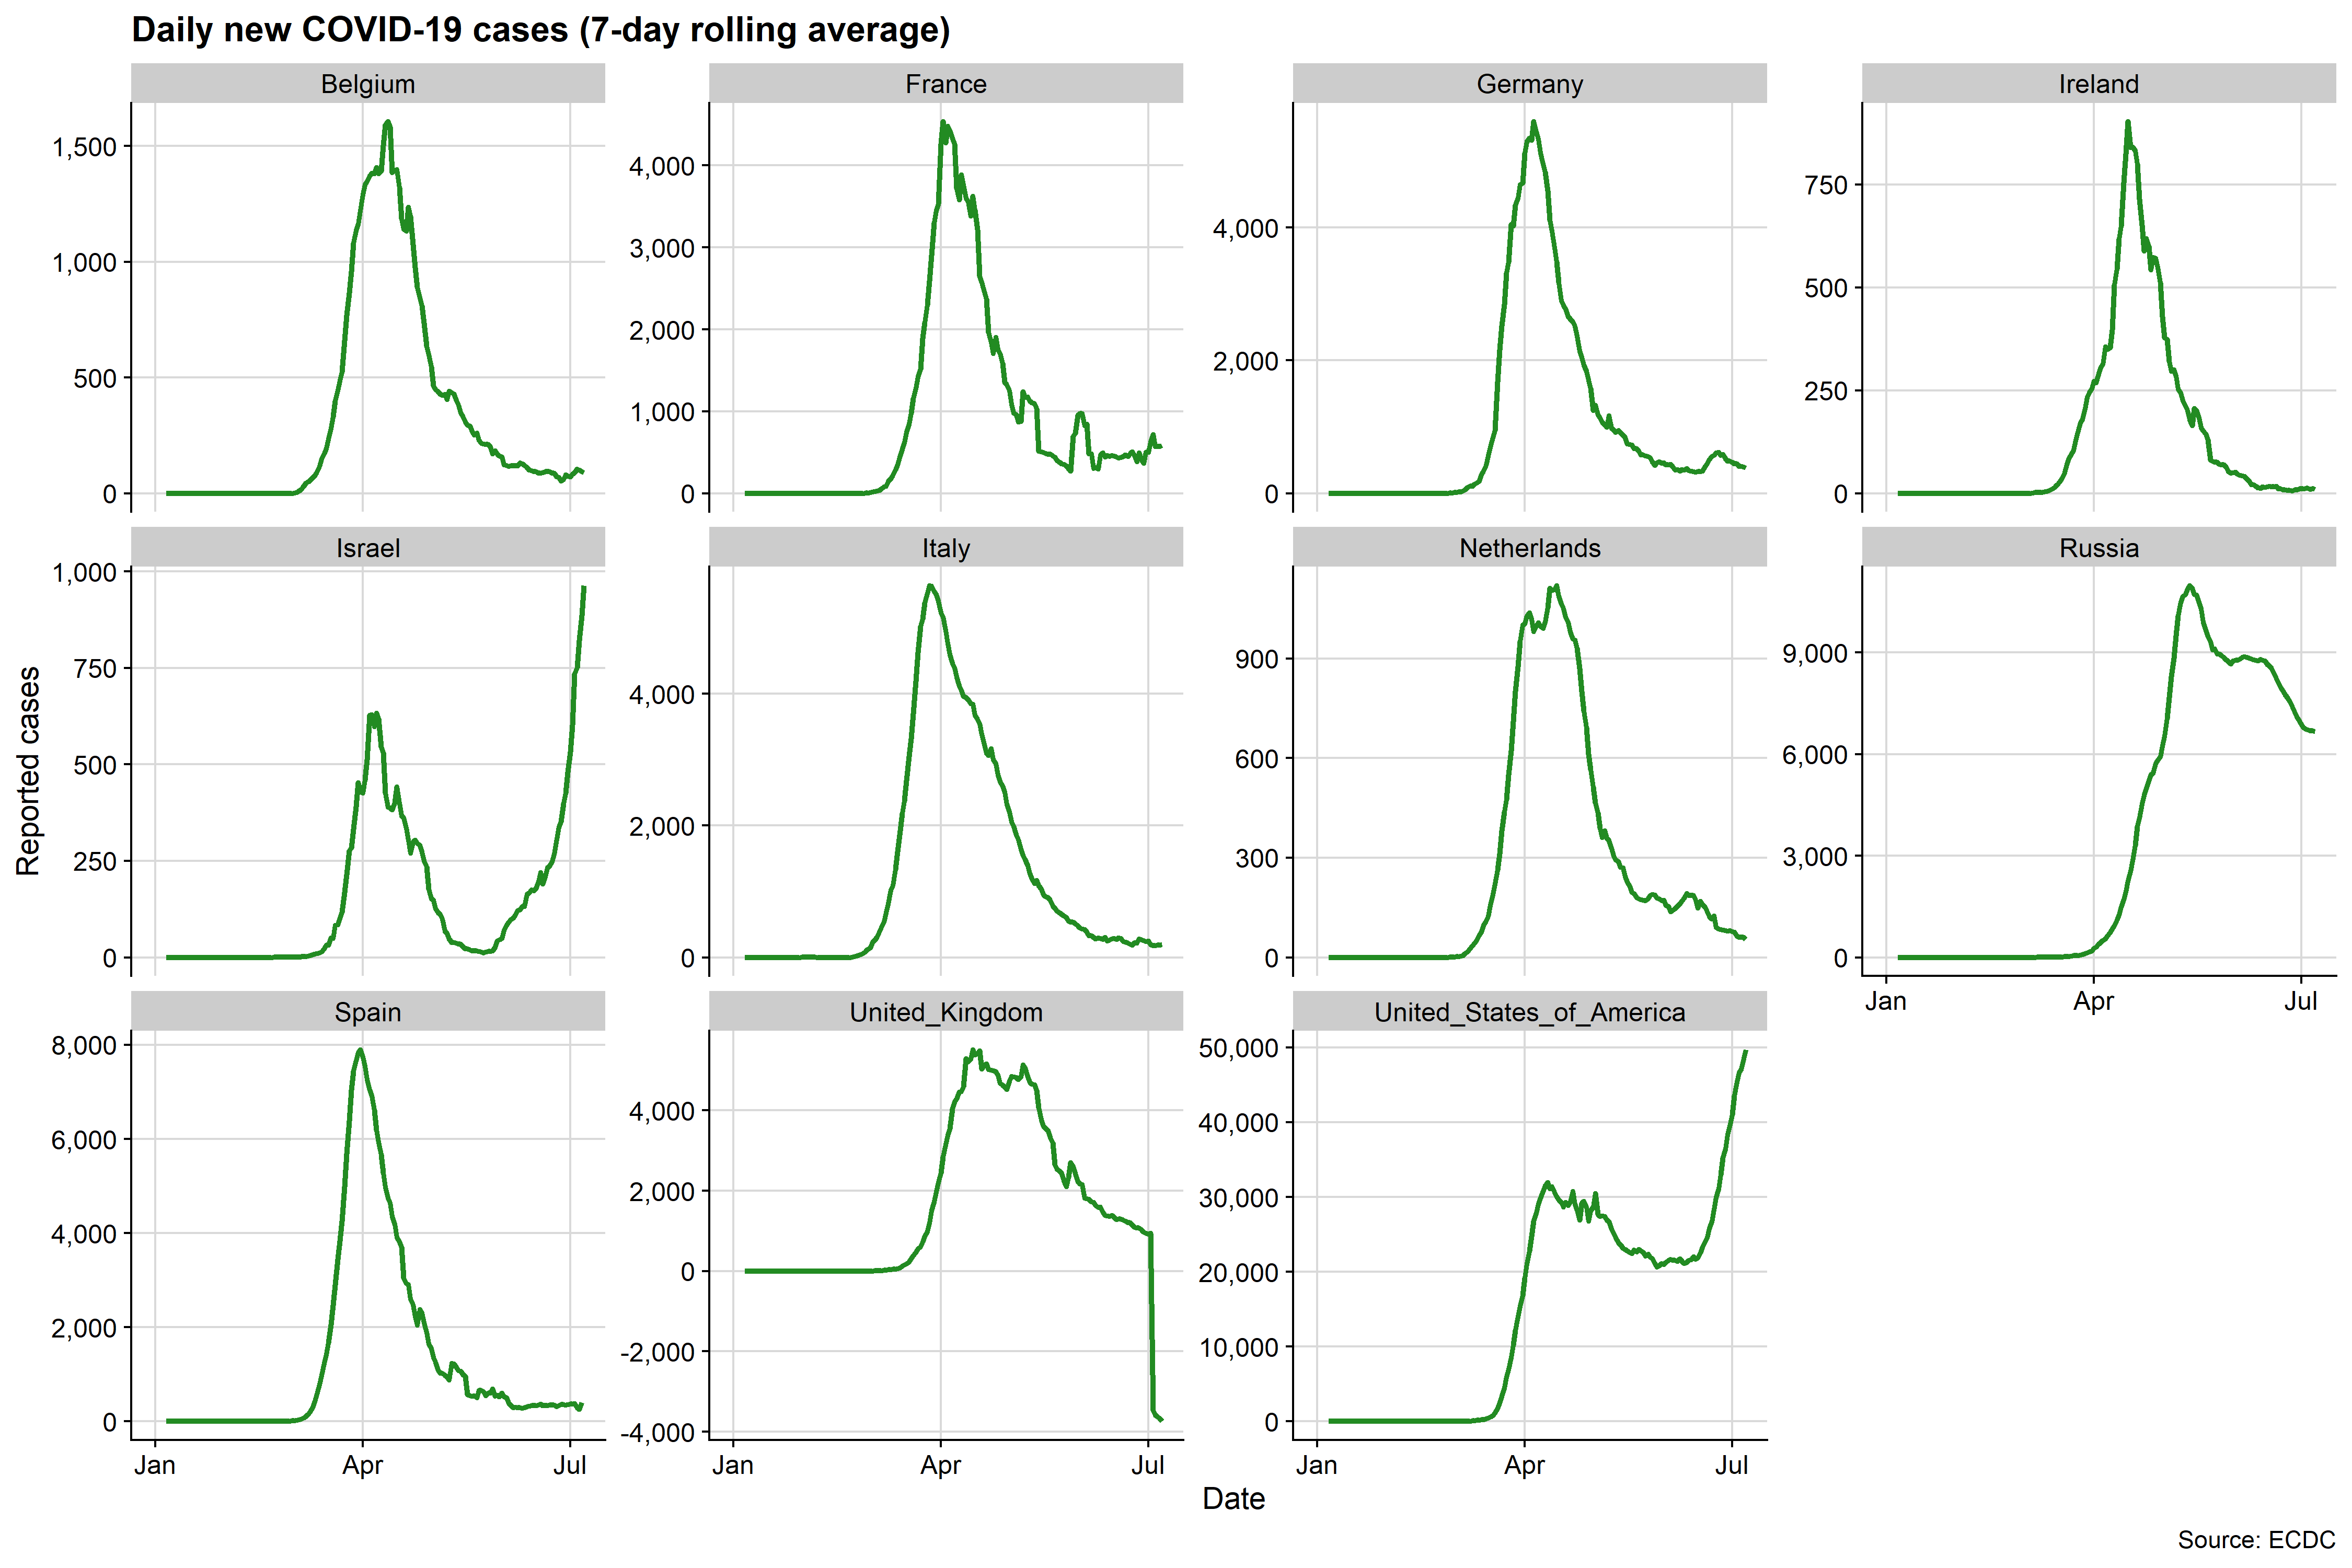 Daily new COVID-19 cases (7-day rolling average)
Belgium
France
Germany
Ireland
1,500
1,000
500
0
4,000
3,000
2,000
1,000
0
4,000
2,000
0
750
500
250
0
Israel
Italy
Netherlands
Russia
1,000
750
500
250
0
4,000
2,000
0
900
600
300
0
9,000
6,000
3,000
0
Jan Apr Jul
Reported cases
Spain
United_Kingdom
United_States_of_America
8,000
6,000
4,000
2,000
0
4,000
2,000
0
-2,000
-4,000
50,000
40,000
30,000
20,000
10,000
0
Jan Apr Jul
Jan Apr Jul
Jan Apr Jul
Date
Source: ECDC